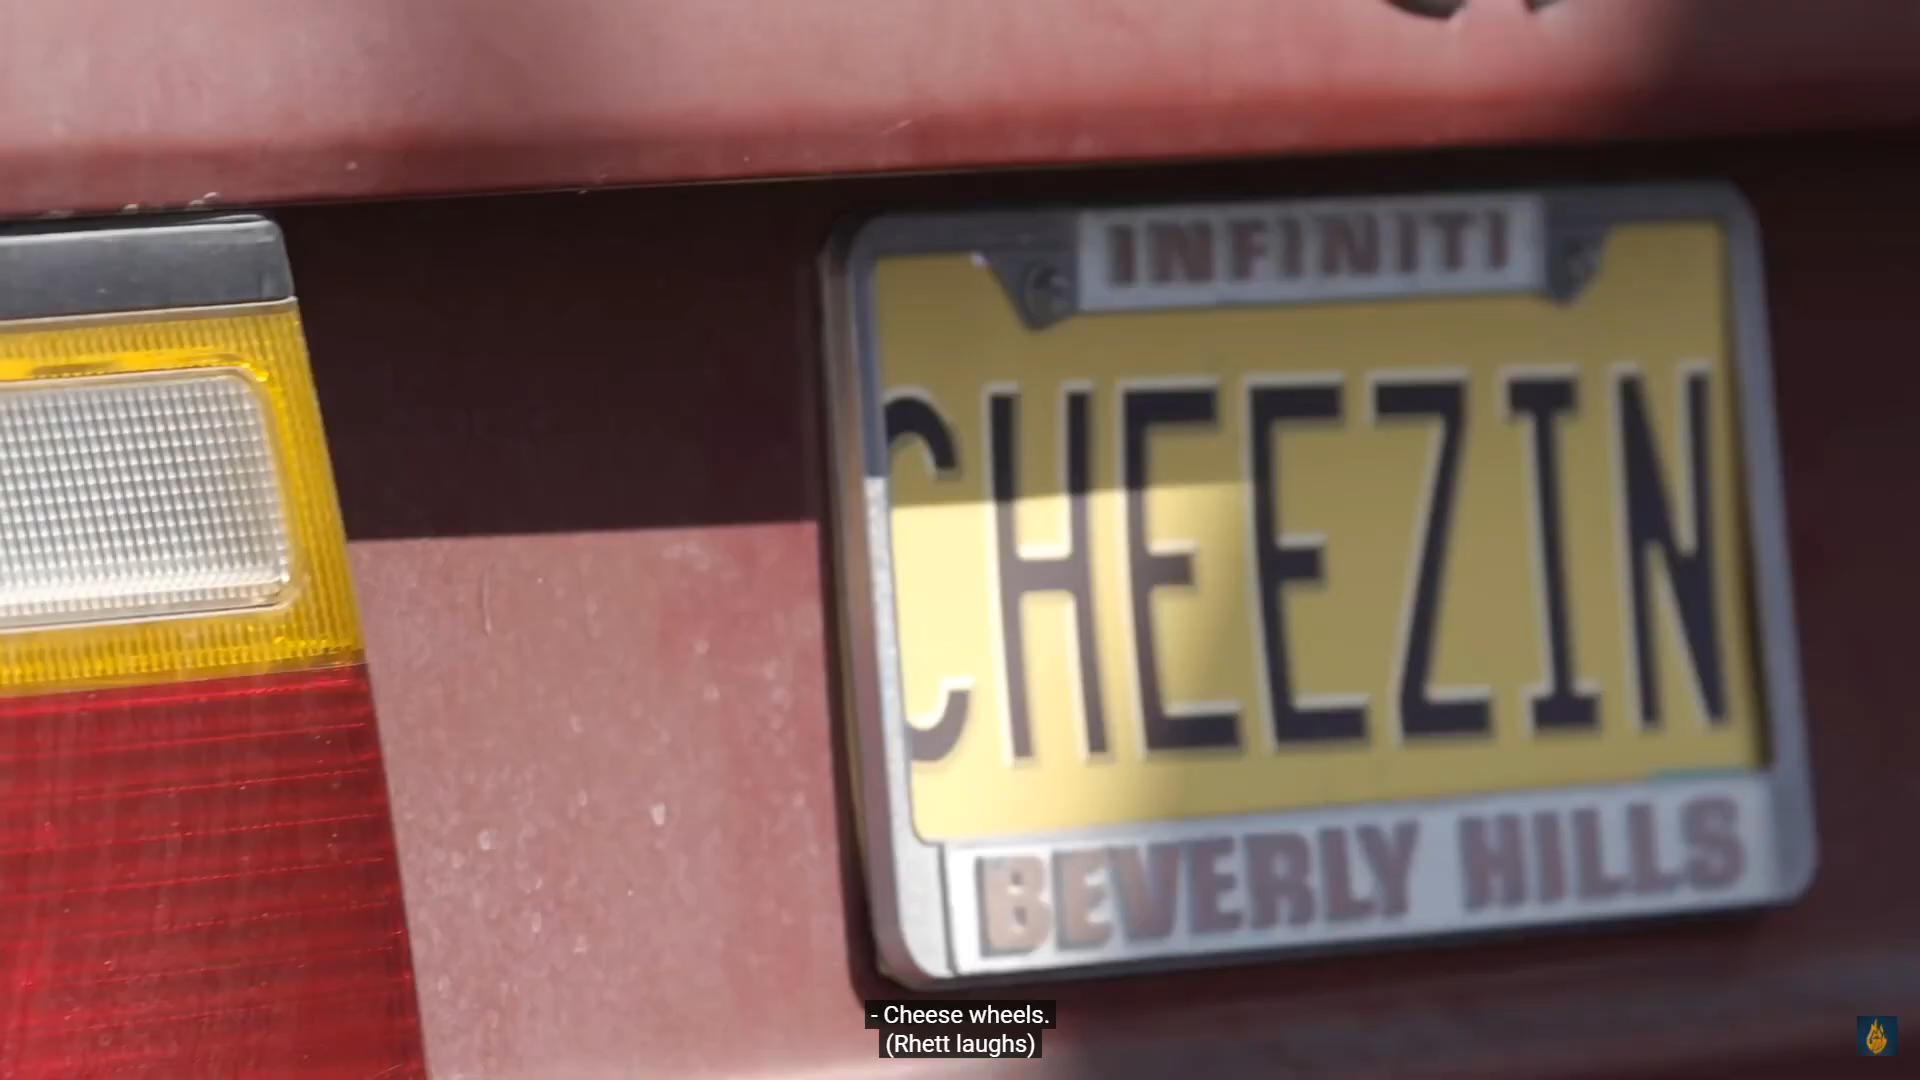 INFINITI
CHEEZIN
BEVERLY HILLS
- Cheese wheels.
(Rhett laughs)